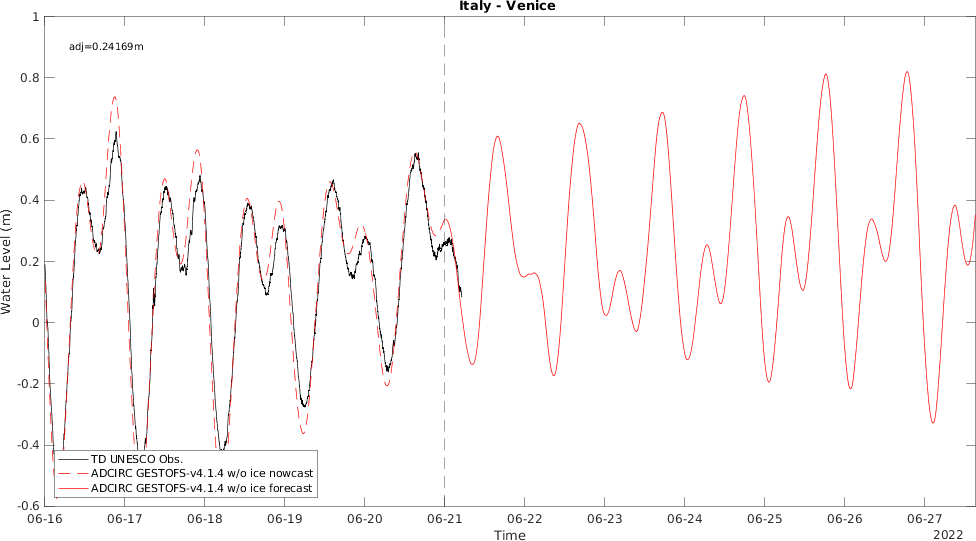 Italy - Venice
adj=0.24169m
Water Level (m)
1
0.8
0.6
0.4
0.2
0
-0.2
-0.4
-0.6
TD UNESCO Obs.
ADCIRC GESTOFS-v4.1.4 w/o ice nowcast
ADCIRC GESTOFS-v4.1.4 w/o ice forecast
06-16 06-17 06-18 06-19 06-20 06-21 06-22 06-23 06-24 06-25 06-26 06-27
Time
2022